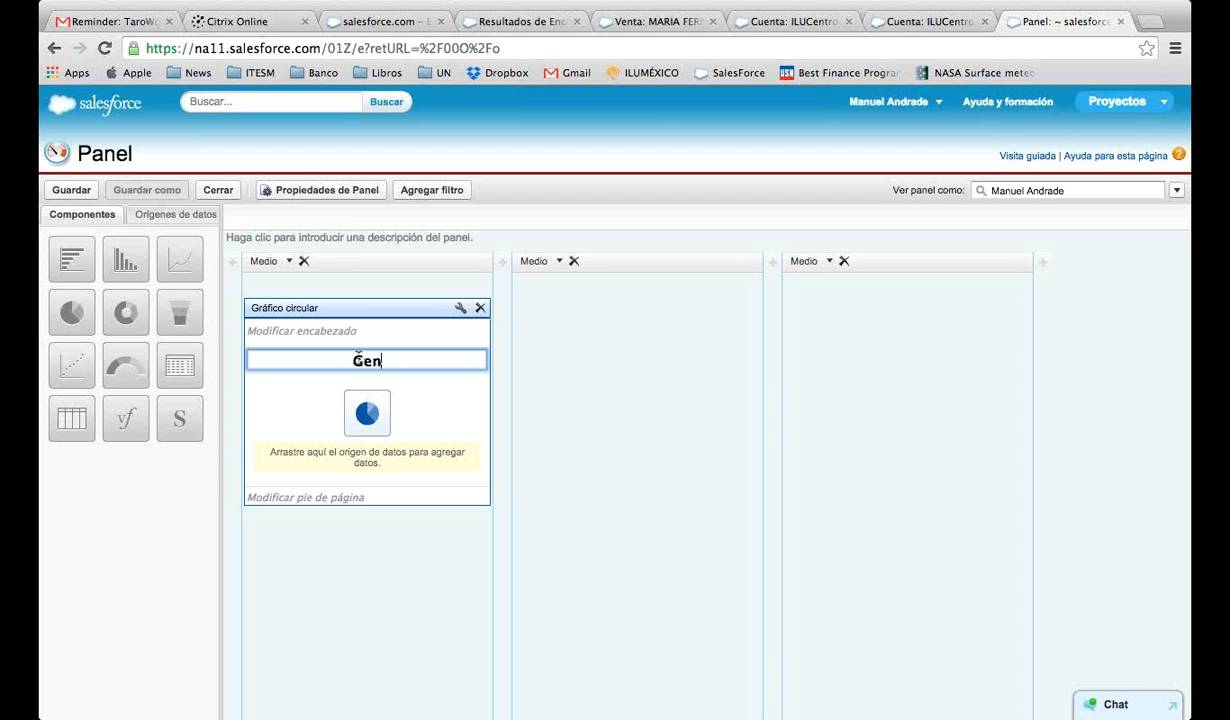 Reminder: TaroWo
Citrix Online
salesforce.com – E
Resultados de Enc
Venta: MARIA FERI
Cuenta: ILUCentro
Cuenta: ILUCentro
Panel: ~ salesforce
https://na11.salesforce.com/01Z/e?retURL=%2F00O%2Fo
Apps
Apple
News
ITESM
Banco
Libros
UN
Dropbox
Gmail
ILUMÉXICO
SalesForce
Best Finance Progra
NASA Surface meteo
salesforce
Buscar...
Buscar
Manuel Andrade
Ayuda y formación
Proyectos
Panel
Visita guiada | Ayuda para esta página
Guardar
Guardar como
Cerrar
Propiedades de Panel
Agregar filtro
Ver panel como:
Manuel Andrade
Componentes
Orígenes de datos
Haga clic para introducir una descripción del panel.
Medio
Medio
Medio
Gráfico circular
Modificar encabezado
Gen
Arrastre aquí el origen de datos para agregar
datos.
Modificar pie de página
yf
S
Chat